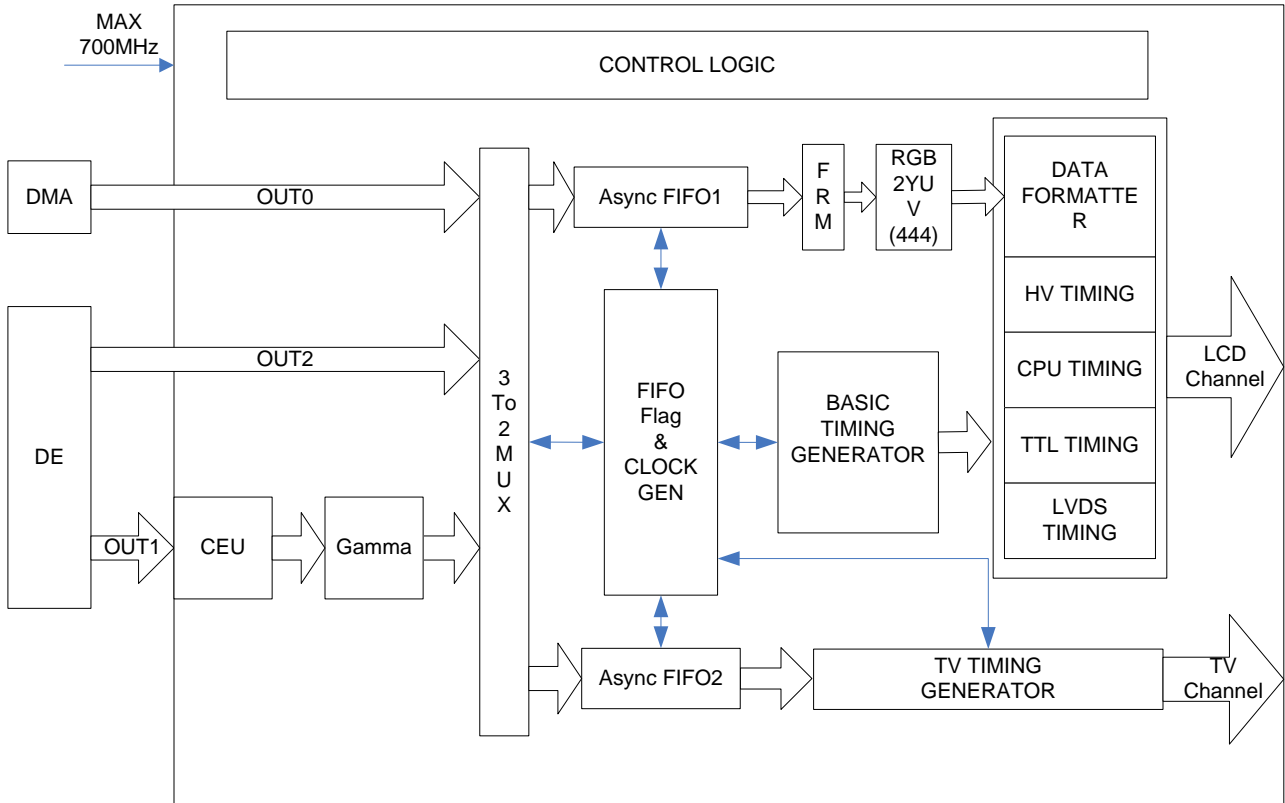 MAX
700MHz
CONTROL LOGIC
DMA
OUT0
3
To
2
M
U
X
Async FIFO1
F
R
M
RGB
2YU
V
(444)
DATA
FORMATTE
R
HV TIMING
CPU TIMING
TTL TIMING
LVDS
TIMING
LCD
Channel
DE
OUT2
OUT1
CEU
Gamma
FIFO
Flag
&
CLOCK
GEN
BASIC
TIMING
GENERATOR
Async FIFO2
TV TIMING
GENERATOR
TV
Channel